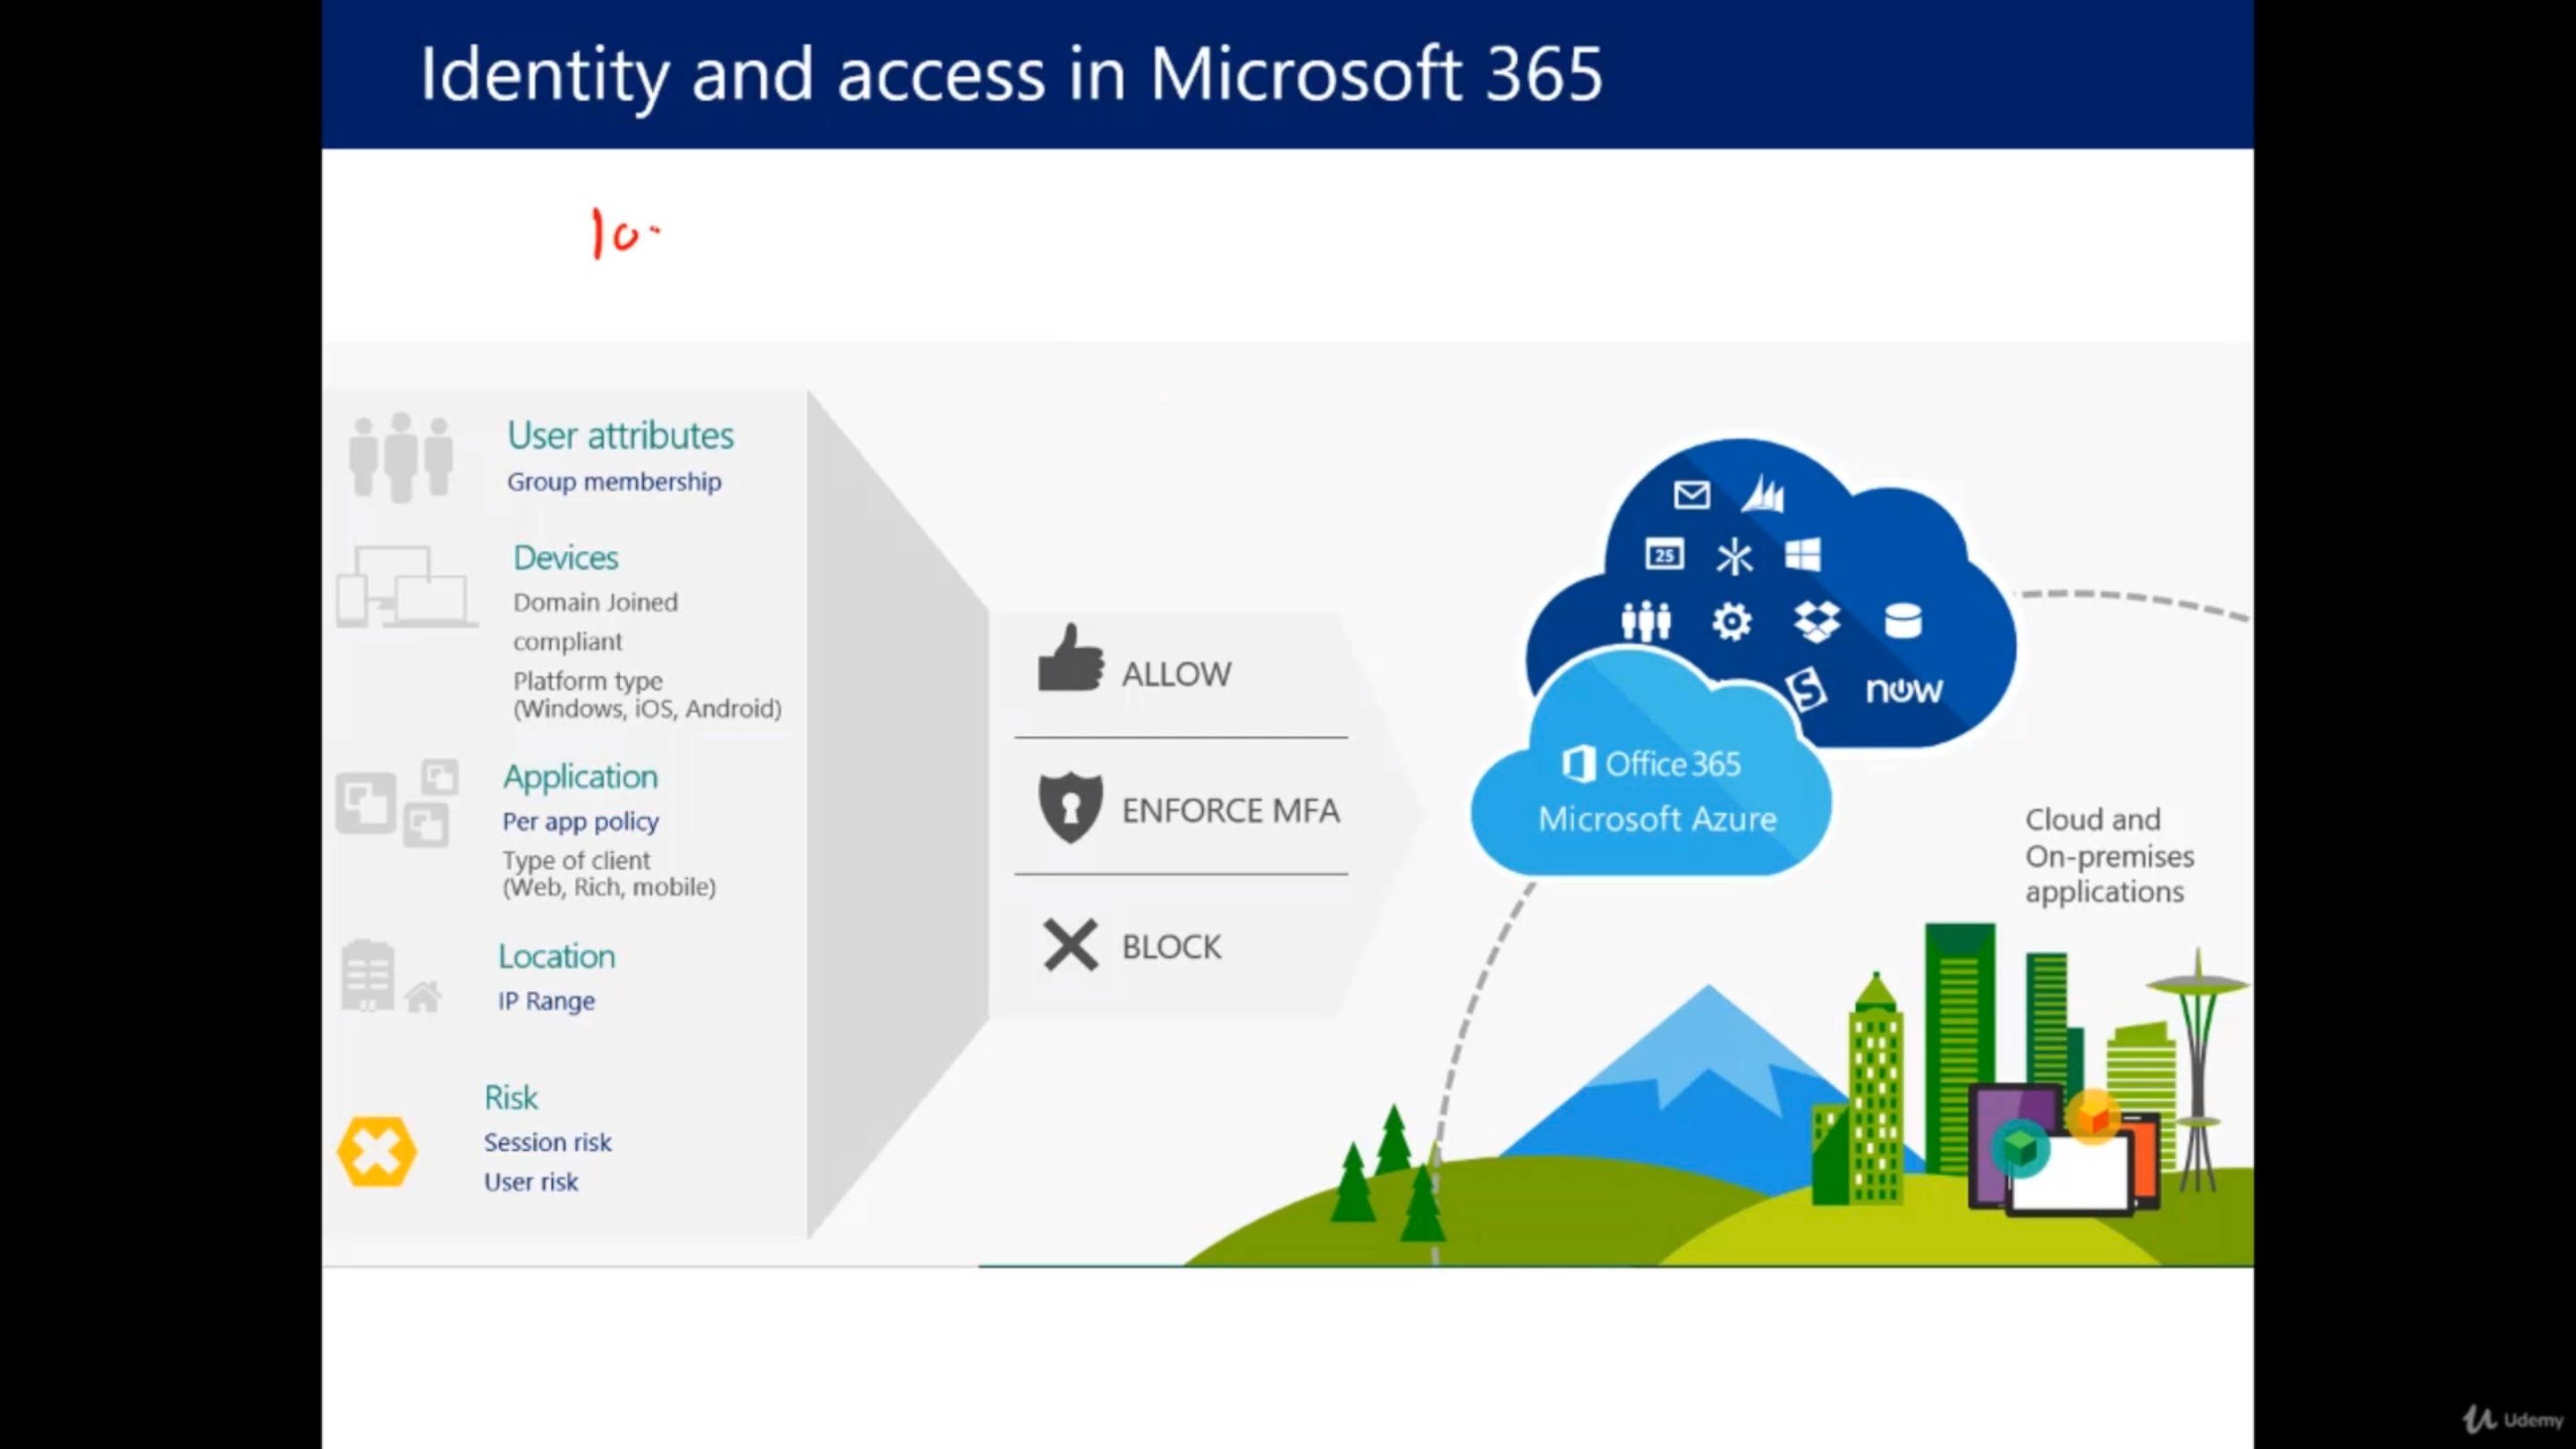 Identity and access in Microsoft 365
10.
User attributes
Group membership
Devices
Domain Joined
compliant
Platform type
(Windows, iOS, Android)
Application
Per app policy
Type of client
(Web, Rich, mobile)
Location
IP Range
Risk
Session risk
User risk
ALLOW
ENFORCE MFA
BLOCK
25
S
now
Office 365
Microsoft Azure
Cloud and
On-premises
applications
Udemy